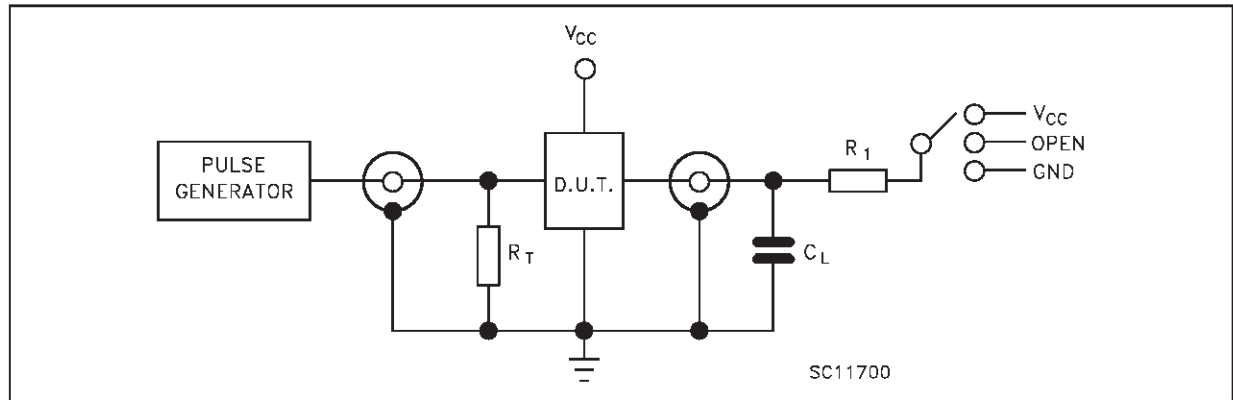 VCC
PULSE
GENERATOR
D.U.T.
RT
CL
R1
VCC
OPEN
GND
SC11700